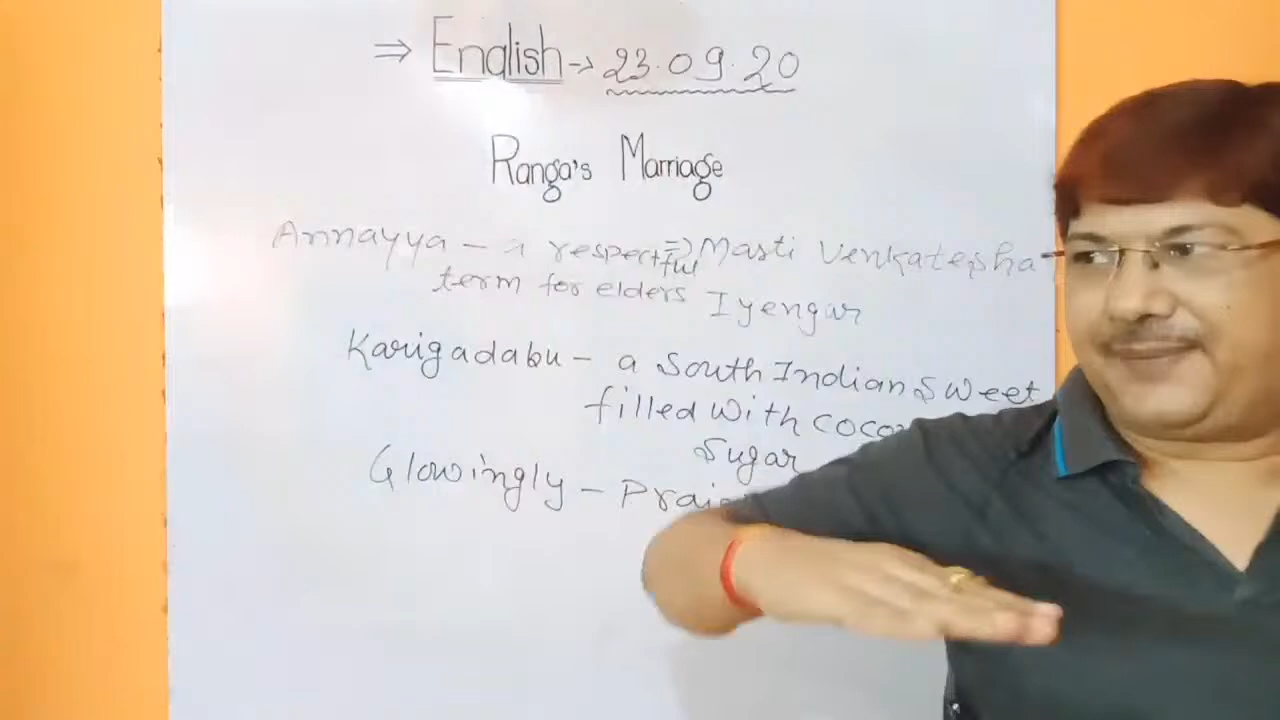 ⇒ English → 23.09.20
Ranga's Marriage
Annayya – a respectful ⇒ Masti Venkatesha
term for elders Iyengar
Karigadabu – a South Indian Sweet
filled with
Sugar
Glowingly –